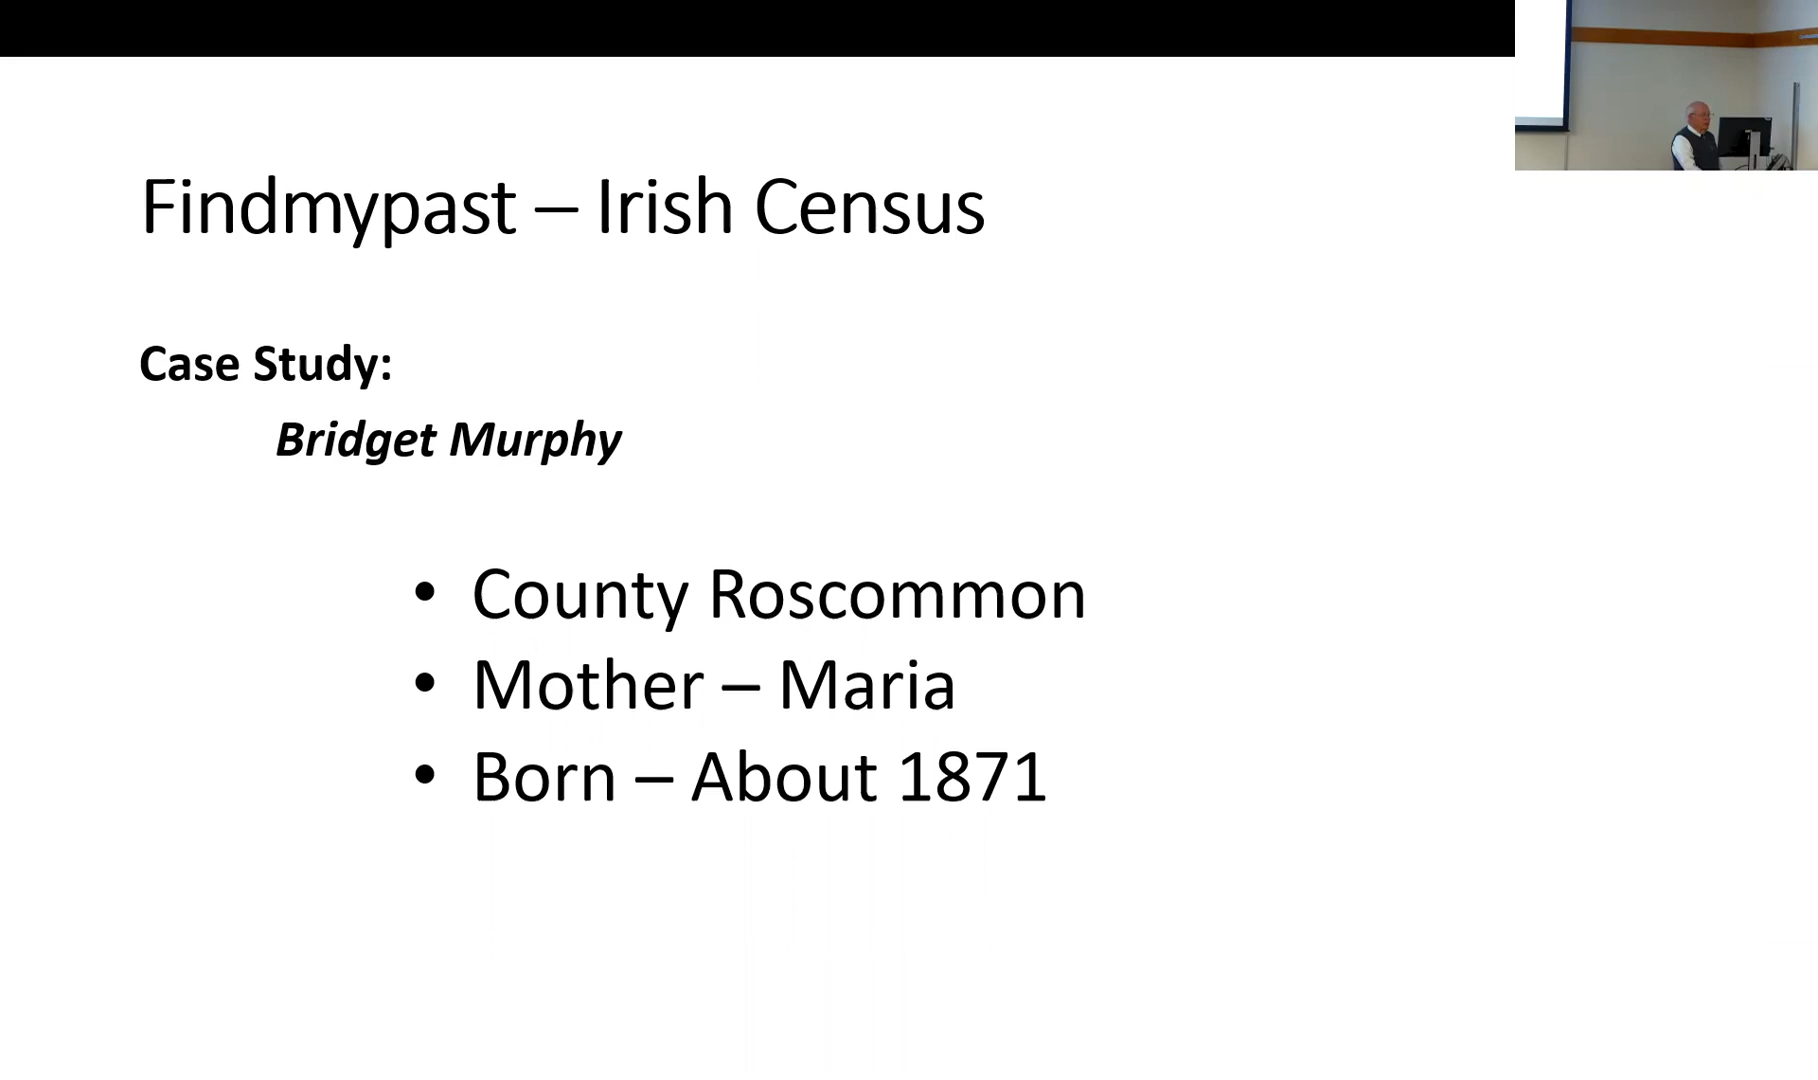 Findmypast – Irish Census
Case Study:
Bridget Murphy
• County Roscommon
• Mother – Maria
• Born – About 1871